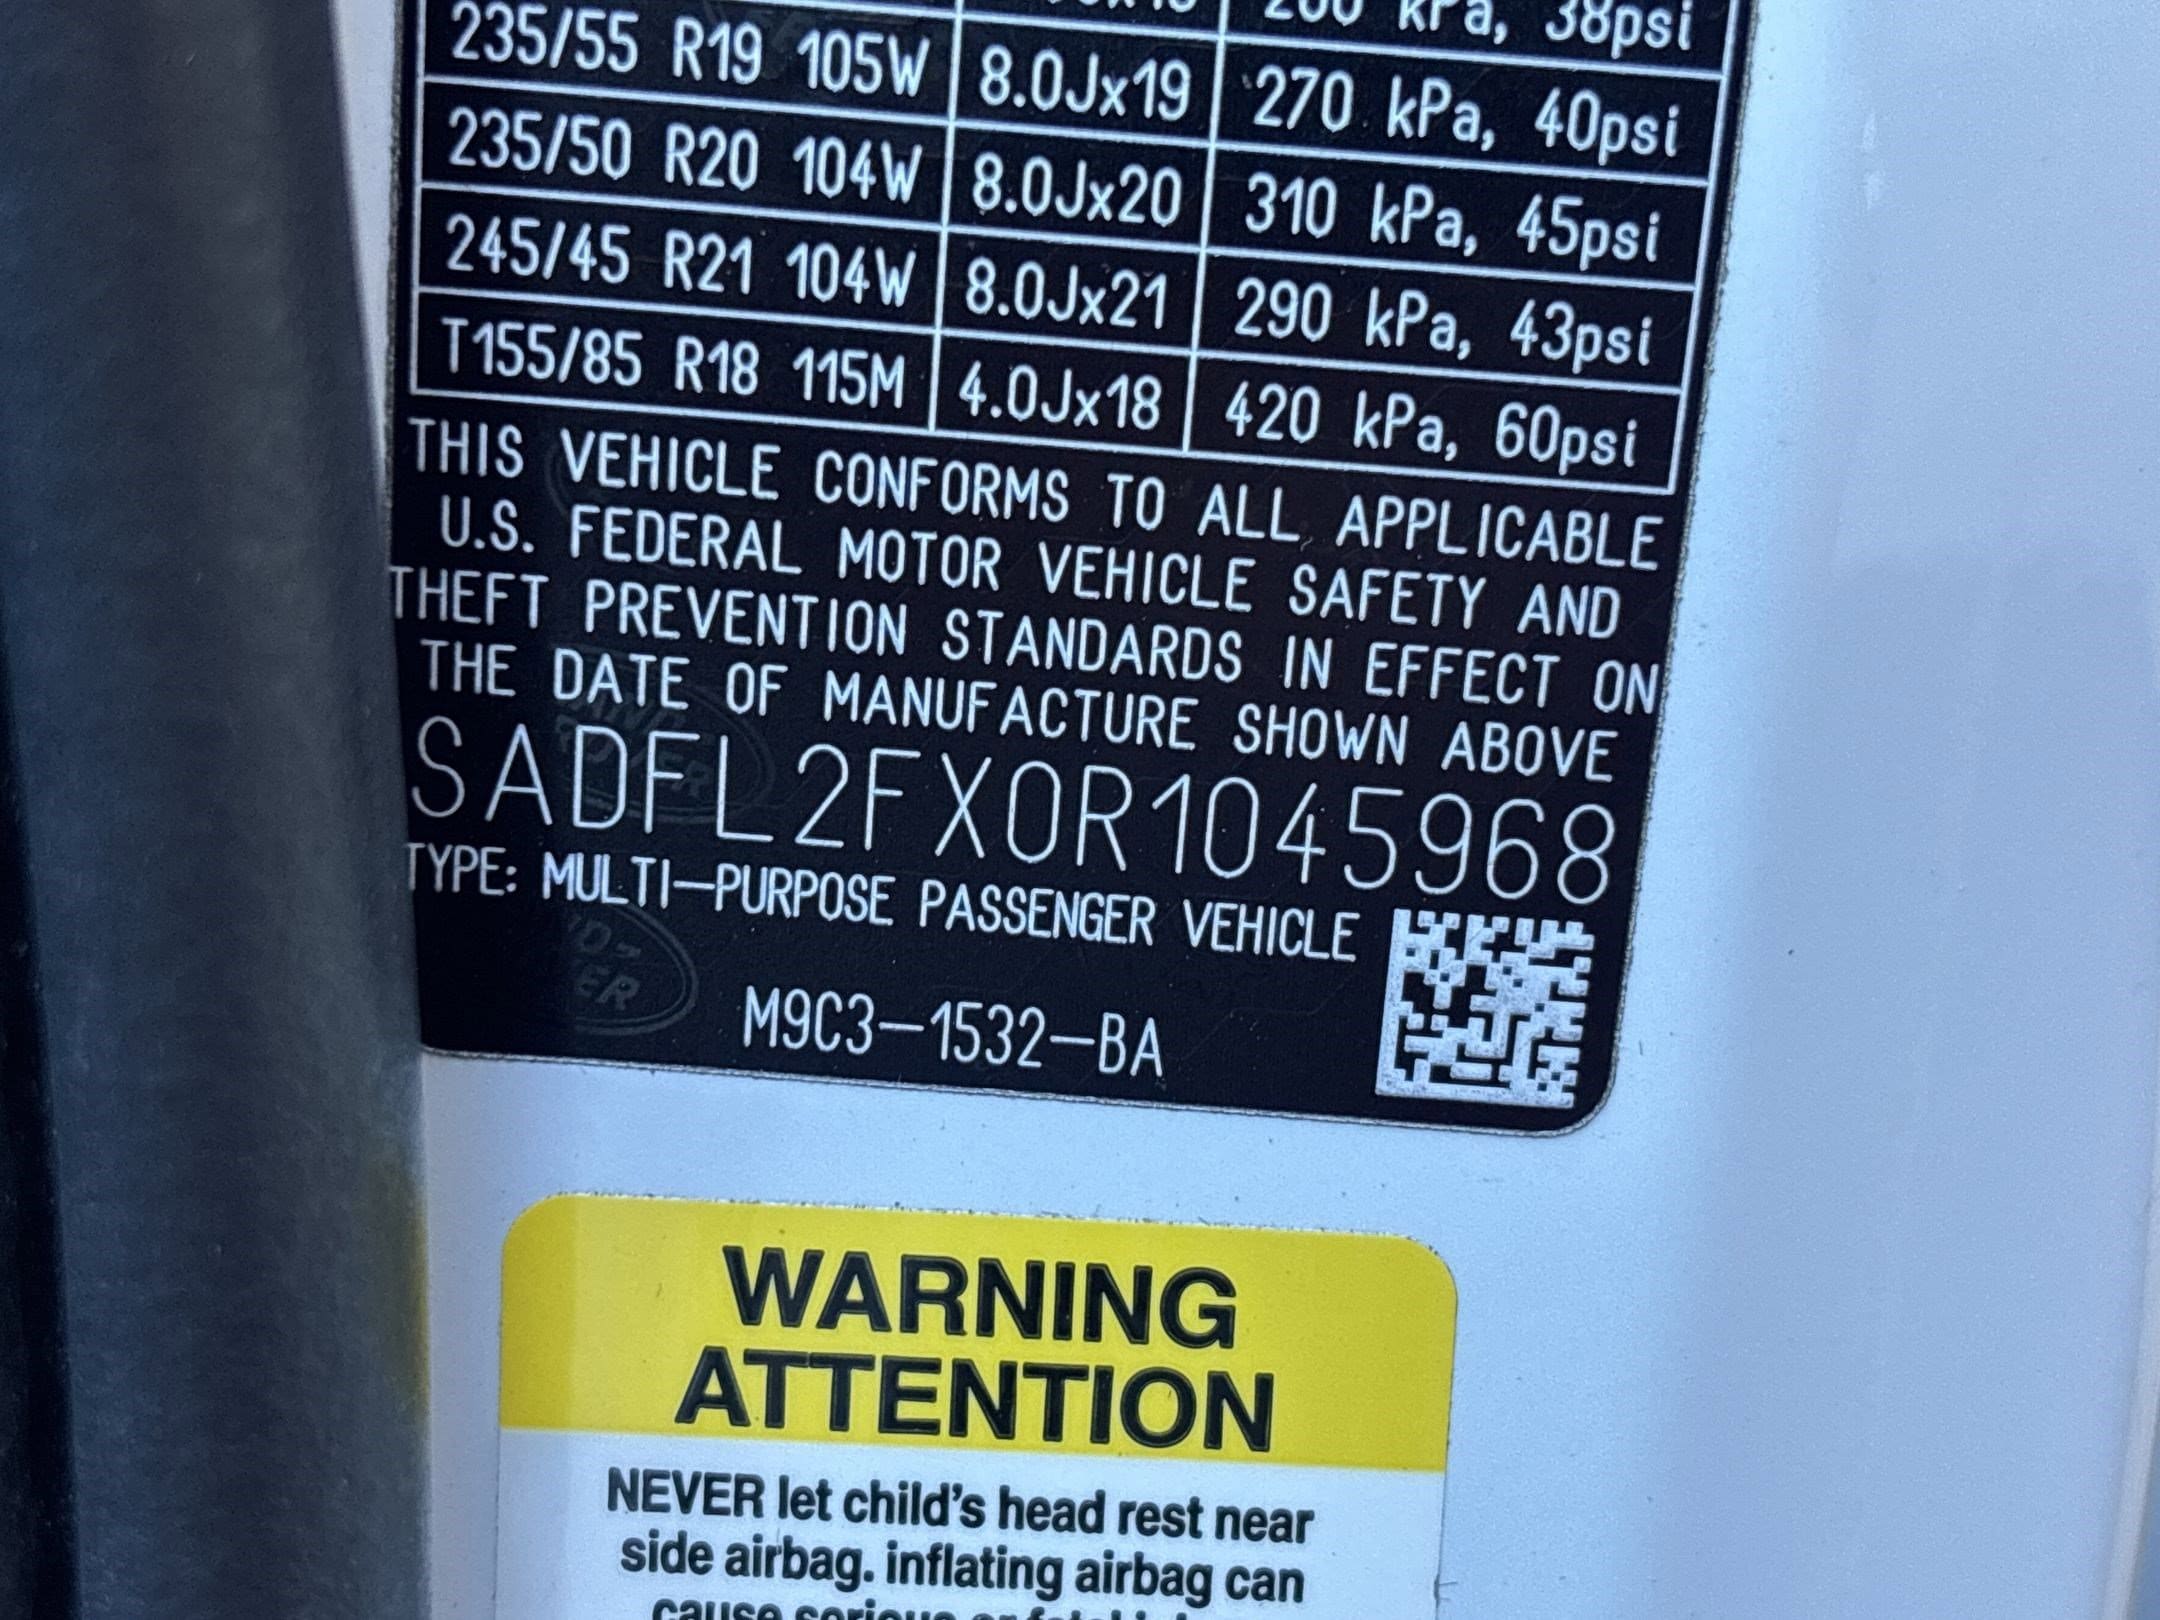 38psi
235/55 R19 105W 8.0Jx19 270 kPa, 40psi
235/50 R20 104W 8.0Jx20 310 kPa, 45psi
245/45 R21 104W 8.0Jx21 290 kPa, 43psi
T155/85 R18 115M 4.0Jx18 420 kPa, 60psi
THIS VEHICLE CONFORMS TO ALL APPLICABLE
U.S. FEDERAL MOTOR VEHICLE SAFETY AND
THEFT PREVENTION STANDARDS IN EFFECT ON
THE DATE OF MANUFACTURE SHOWN ABOVE
SADFL2FX0R1045968
TYPE: MULTI-PURPOSE PASSENGER VEHICLE
M9C3-1532-BA
WARNING
ATTENTION
NEVER let child's head rest near
side airbag. inflating airbag can
cause serious